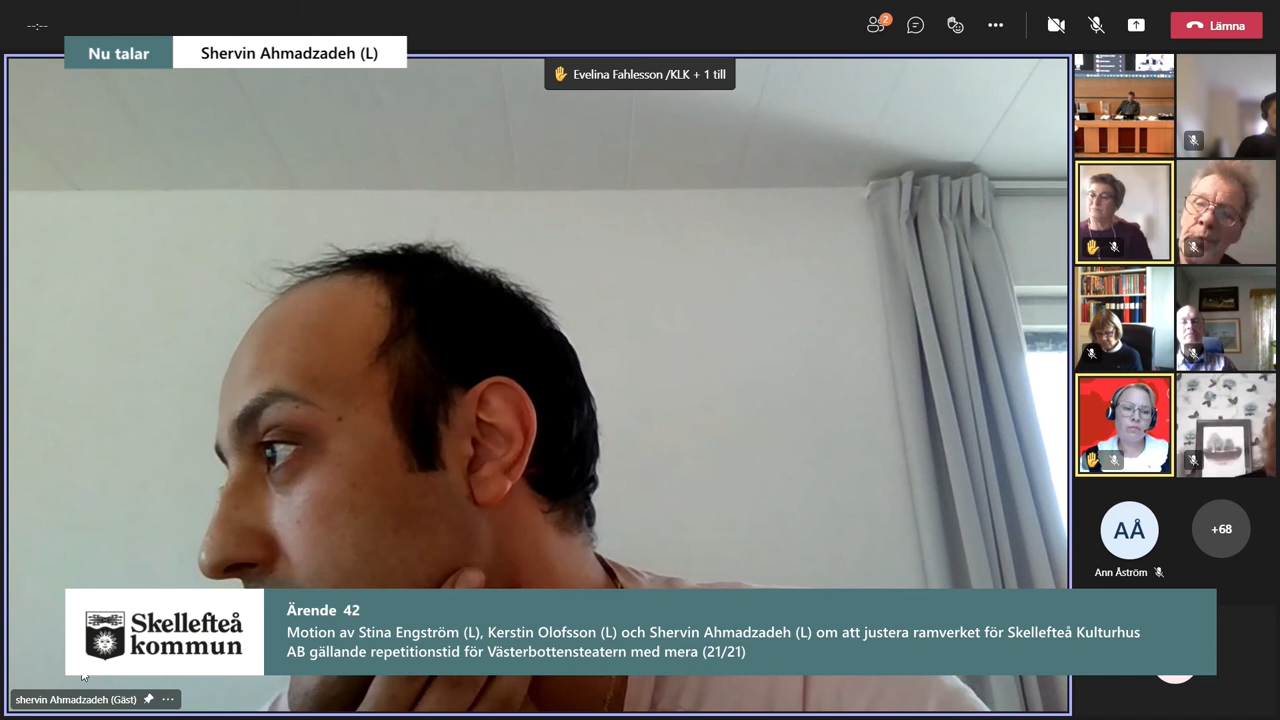 --:--
2
Lämna
Nu talar
Shervin Ahmadzadeh (L)
Evelina Fahlesson /KLK + 1 till
AÅ
+68
Ann Åström
Skellefteå
kommun
Ärende 42
Motion av Stina Engström (L), Kerstin Olofsson (L) och Shervin Ahmadzadeh (L) om att justera ramverket för Skellefteå Kulturhus
AB gällande repetitionstid för Västerbottensteatern med mera (21/21)
shervin Ahmadzadeh (Gäst)